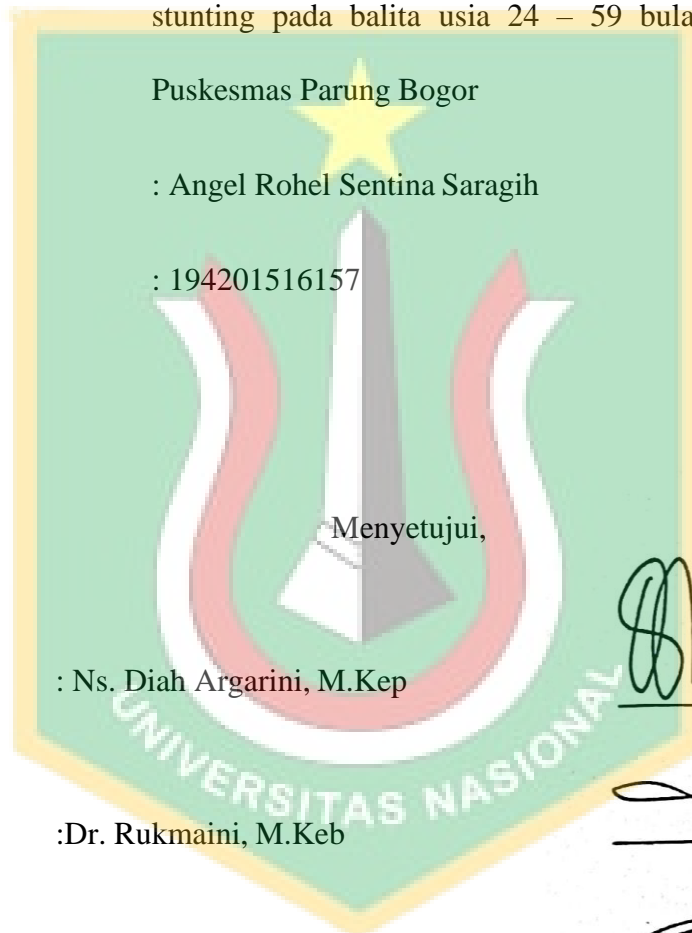 stunting pada balita usia 24 – 59 bula
Puskesmas Parung Bogor
: Angel Rohel Sentina Saragih
: 194201516157
Menyetujui,
: Ns. Diah Argarini, M.Kep
UNIVERSITAS NASIONAL
:Dr. Rukmaini, M.Keb